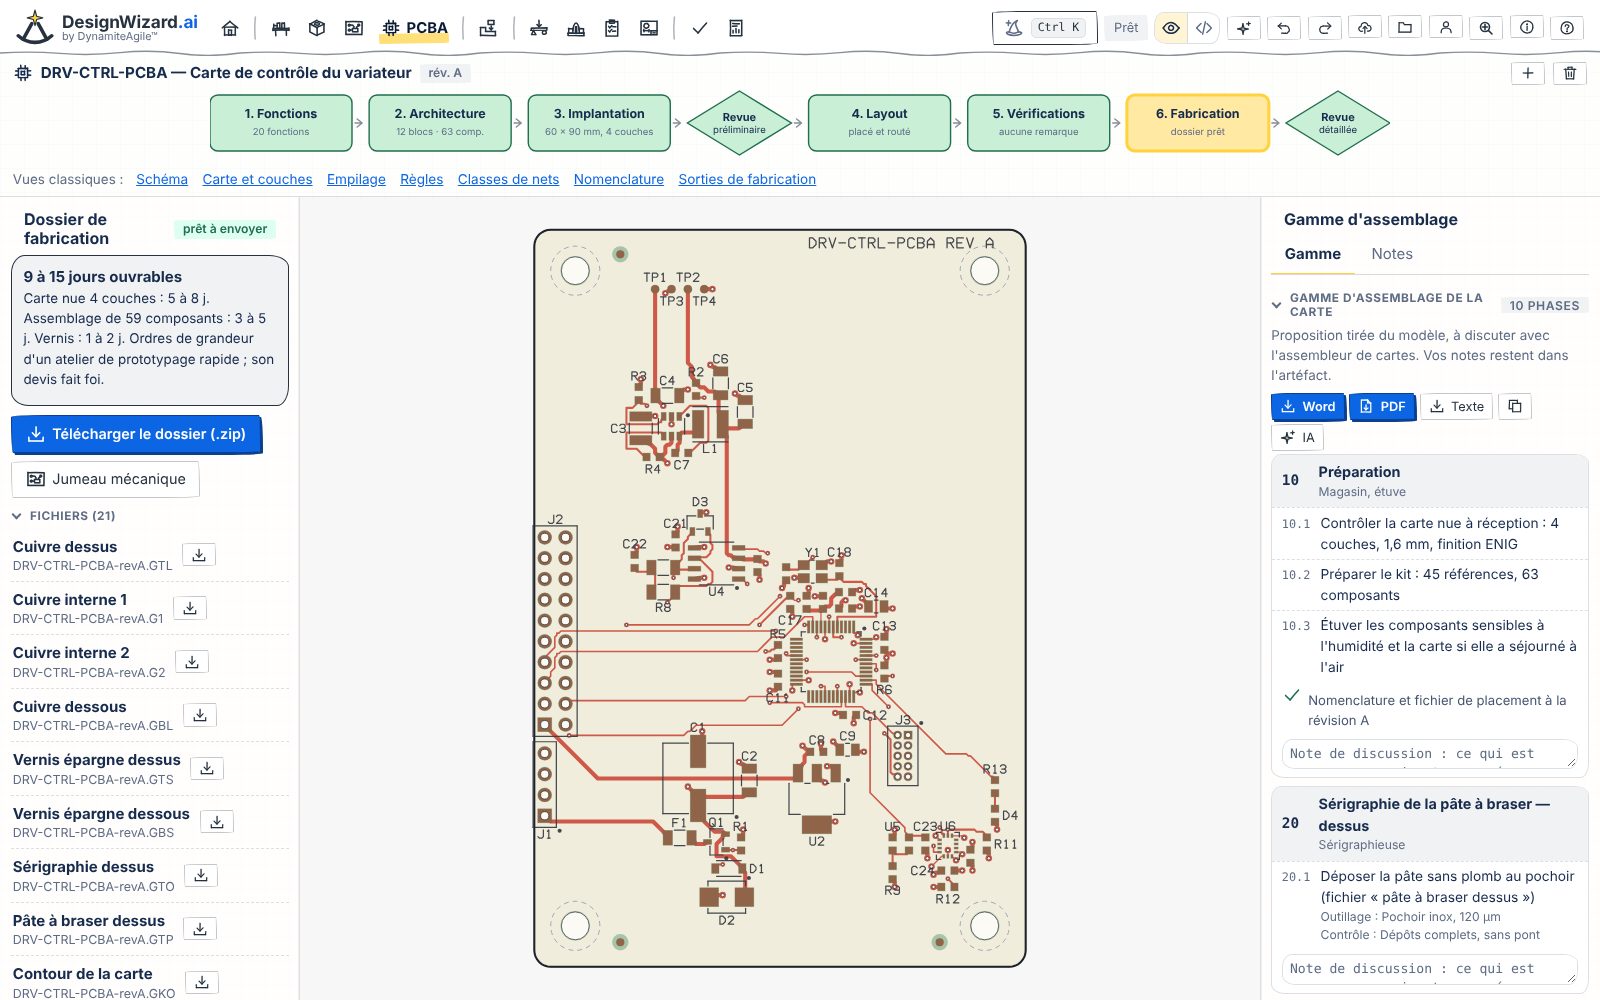 DesignWizard.ai
by DynamiteAgile™
PCBA
Ctrl K
Prêt
DRV-CTRL-PCBA — Carte de contrôle du variateur
rév. A
1. Fonctions
20 fonctions
2. Architecture
12 blocs · 63 comp.
3. Implantation
60 × 90 mm, 4 couches
Revue
préliminaire
4. Layout
placé et routé
5. Vérifications
aucune remarque
6. Fabrication
dossier prêt
Revue
détaillée
Vues classiques :
Schéma
Carte et couches
Empilage
Règles
Classes de nets
Nomenclature
Sorties de fabrication
Dossier de
fabrication
prêt à envoyer
9 à 15 jours ouvrables
Carte nue 4 couches : 5 à 8 j.
Assemblage de 59 composants : 3 à 5
j. Vernis : 1 à 2 j. Ordres de grandeur
d'un atelier de prototypage rapide ; son
devis fait foi.
Télécharger le dossier (.zip)
Jumeau mécanique
FICHIERS (21)
Cuivre dessus
DRV-CTRL-PCBA-revA.GTL
Cuivre interne 1
DRV-CTRL-PCBA-revA.G1
Cuivre interne 2
DRV-CTRL-PCBA-revA.G2
Cuivre dessous
DRV-CTRL-PCBA-revA.GBL
Vernis épargne dessus
DRV-CTRL-PCBA-revA.GTS
Vernis épargne dessous
DRV-CTRL-PCBA-revA.GBS
Sérigraphie dessus
DRV-CTRL-PCBA-revA.GTO
Pâte à braser dessus
DRV-CTRL-PCBA-revA.GTP
Contour de la carte
DRV-CTRL-PCBA-revA.GKO
DRV-CTRL-PCBA REV A
TP1 TP2
TP3 TP4
C6
R3 C4 R2
C5
C3
L1
R4 C7
D3
J2
C21
C22
Y1 C18
U4
R8
C14
C17
C13
R5
R6
C11
C12
J3
C1
C8 C9
C2
R13
D4
F1 Q1 R1
U5 C23 U6
J1
U2
R11
D1
C24
R9
R12
D2
Gamme d'assemblage
Gamme
Notes
GAMME D'ASSEMBLAGE DE LA
CARTE
10 PHASES
Proposition tirée du modèle, à discuter avec
l'assembleur de cartes. Vos notes restent dans
l'artéfact.
Word
PDF
Texte
IA
10
Préparation
Magasin, étuve
10.1 Contrôler la carte nue à réception : 4
couches, 1,6 mm, finition ENIG
10.2 Préparer le kit : 45 références, 63
composants
10.3 Étuver les composants sensibles à
l'humidité et la carte si elle a séjourné à
l'air
Nomenclature et fichier de placement à la
révision A
Note de discussion : ce qui est
20
Sérigraphie de la pâte à braser —
dessus
Sérigraphieuse
20.1 Déposer la pâte sans plomb au pochoir
(fichier « pâte à braser dessus »)
Outillage : Pochoir inox, 120 µm
Contrôle : Dépôts complets, sans pont
Note de discussion : ce qui est